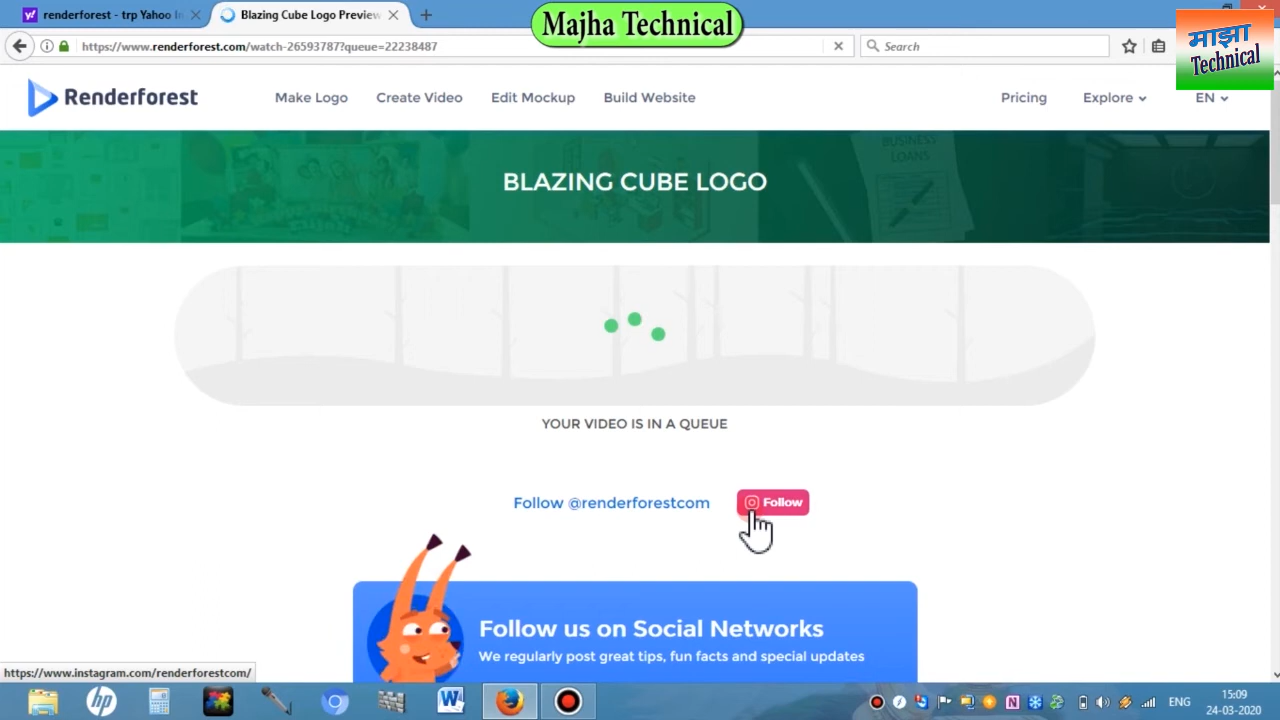 renderforest - trp Yahoo In
Blazing Cube Logo Preview
Majha Technical
https://www.renderforest.com/watch-26593787?queue=22238487
Search
माझा
Technical
Renderforest
Make Logo
Create Video
Edit Mockup
Build Website
Pricing
Explore
EN
BUSINESS
LOANS
BLAZING CUBE LOGO
YOUR VIDEO IS IN A QUEUE
Follow @renderforestcom
Follow
Follow us on Social Networks
We regularly post great tips, fun facts and special updates
https://www.instagram.com/renderforestcom/
ENG
15:09
24-03-2020